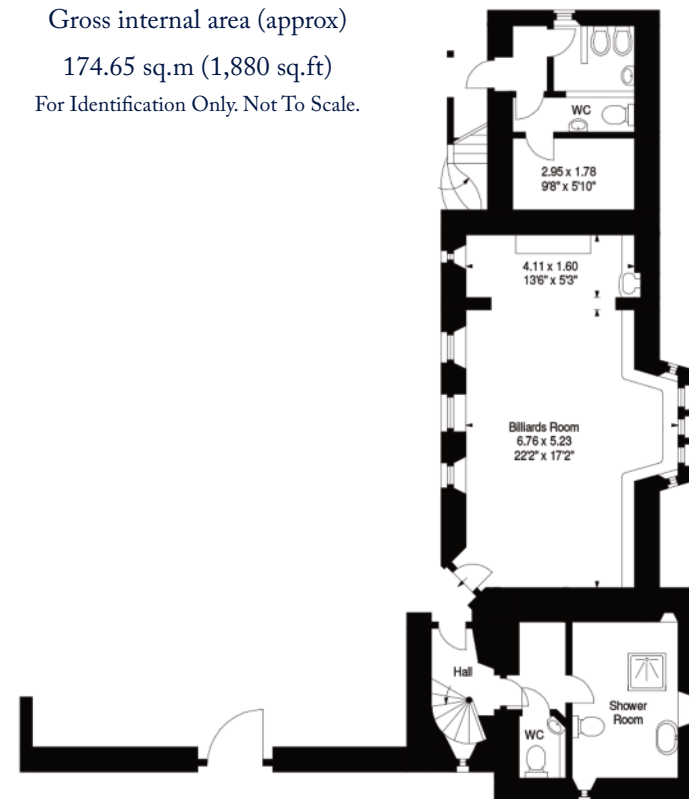 Gross internal area (approx)
174.65 sq.m (1,880 sq.ft)
For Identification Only. Not To Scale.
WC
2.95 x 1.78
9'8" x 5'10"
4.11 x 1.60
13'6" x 5'3"
Billiards Room
6.76 x 5.23
22'2" x 17'2"
Hall
Shower
Room
WC